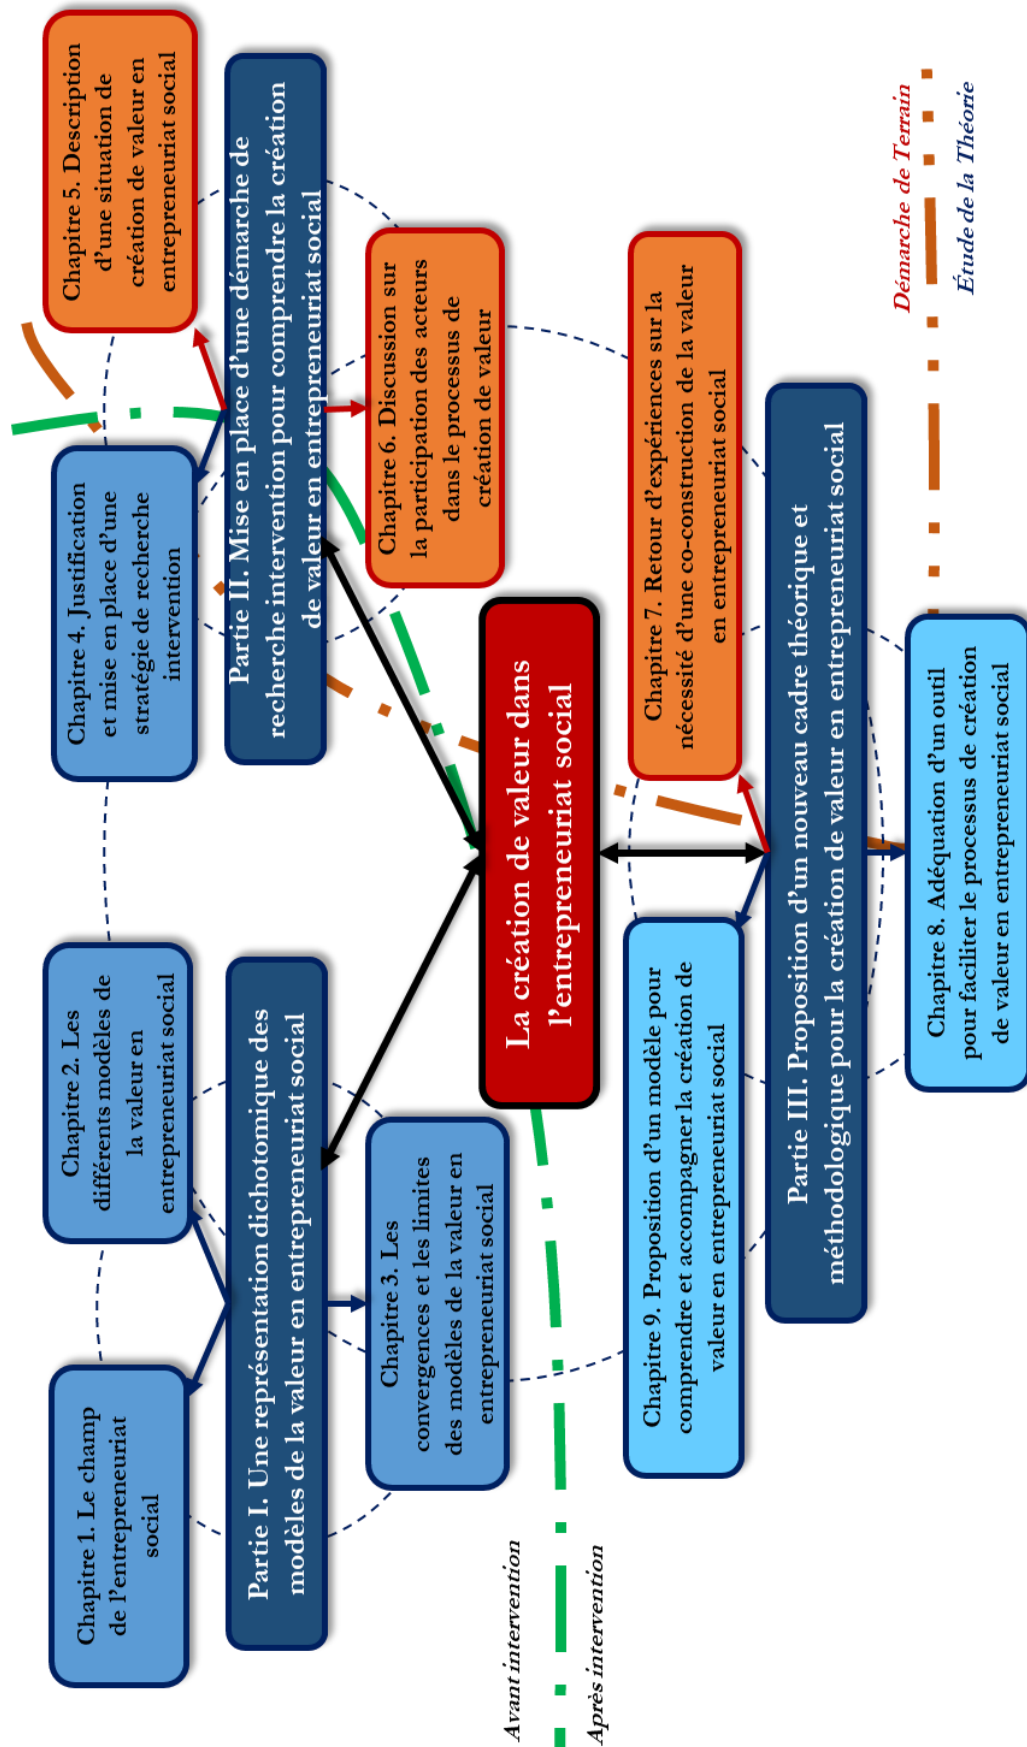 Chapitre 1. Le champ
de l'entrepreneuriat
social
Chapitre 2. Les
différents modèles de
la valeur en
entrepreneuriat social
Partie I. Une représentation dichotomique des
modèles de la valeur en entrepreneuriat social
Chapitre 3. Les
convergences et les limites
des modèles de la valeur en
entrepreneuriat social
Chapitre 4. Justification
et mise en place d'une
stratégie de recherche
intervention
Chapitre 5. Description
d'une situation de
création de valeur en
entrepreneuriat social
Partie II. Mise en place d'une démarche de
recherche intervention pour comprendre la création
de valeur en entrepreneuriat social
Chapitre 6. Discussion sur
la participation des acteurs
dans le processus de
création de valeur
La création de valeur dans
l'entrepreneuriat social
Avant intervention
Après intervention
Chapitre 9. Proposition d'un modèle pour
comprendre et accompagner la création de
valeur en entrepreneuriat social
Chapitre 7. Retour d'expériences sur la
nécessité d'une co-construction de la valeur
en entrepreneuriat social
Partie III. Proposition d'un nouveau cadre théorique et
méthodologique pour la création de valeur en entrepreneuriat social
Chapitre 8. Adéquation d'un outil
pour faciliter le processus de création
de valeur en entrepreneuriat social
Démarche de Terrain
Étude de la Théorie